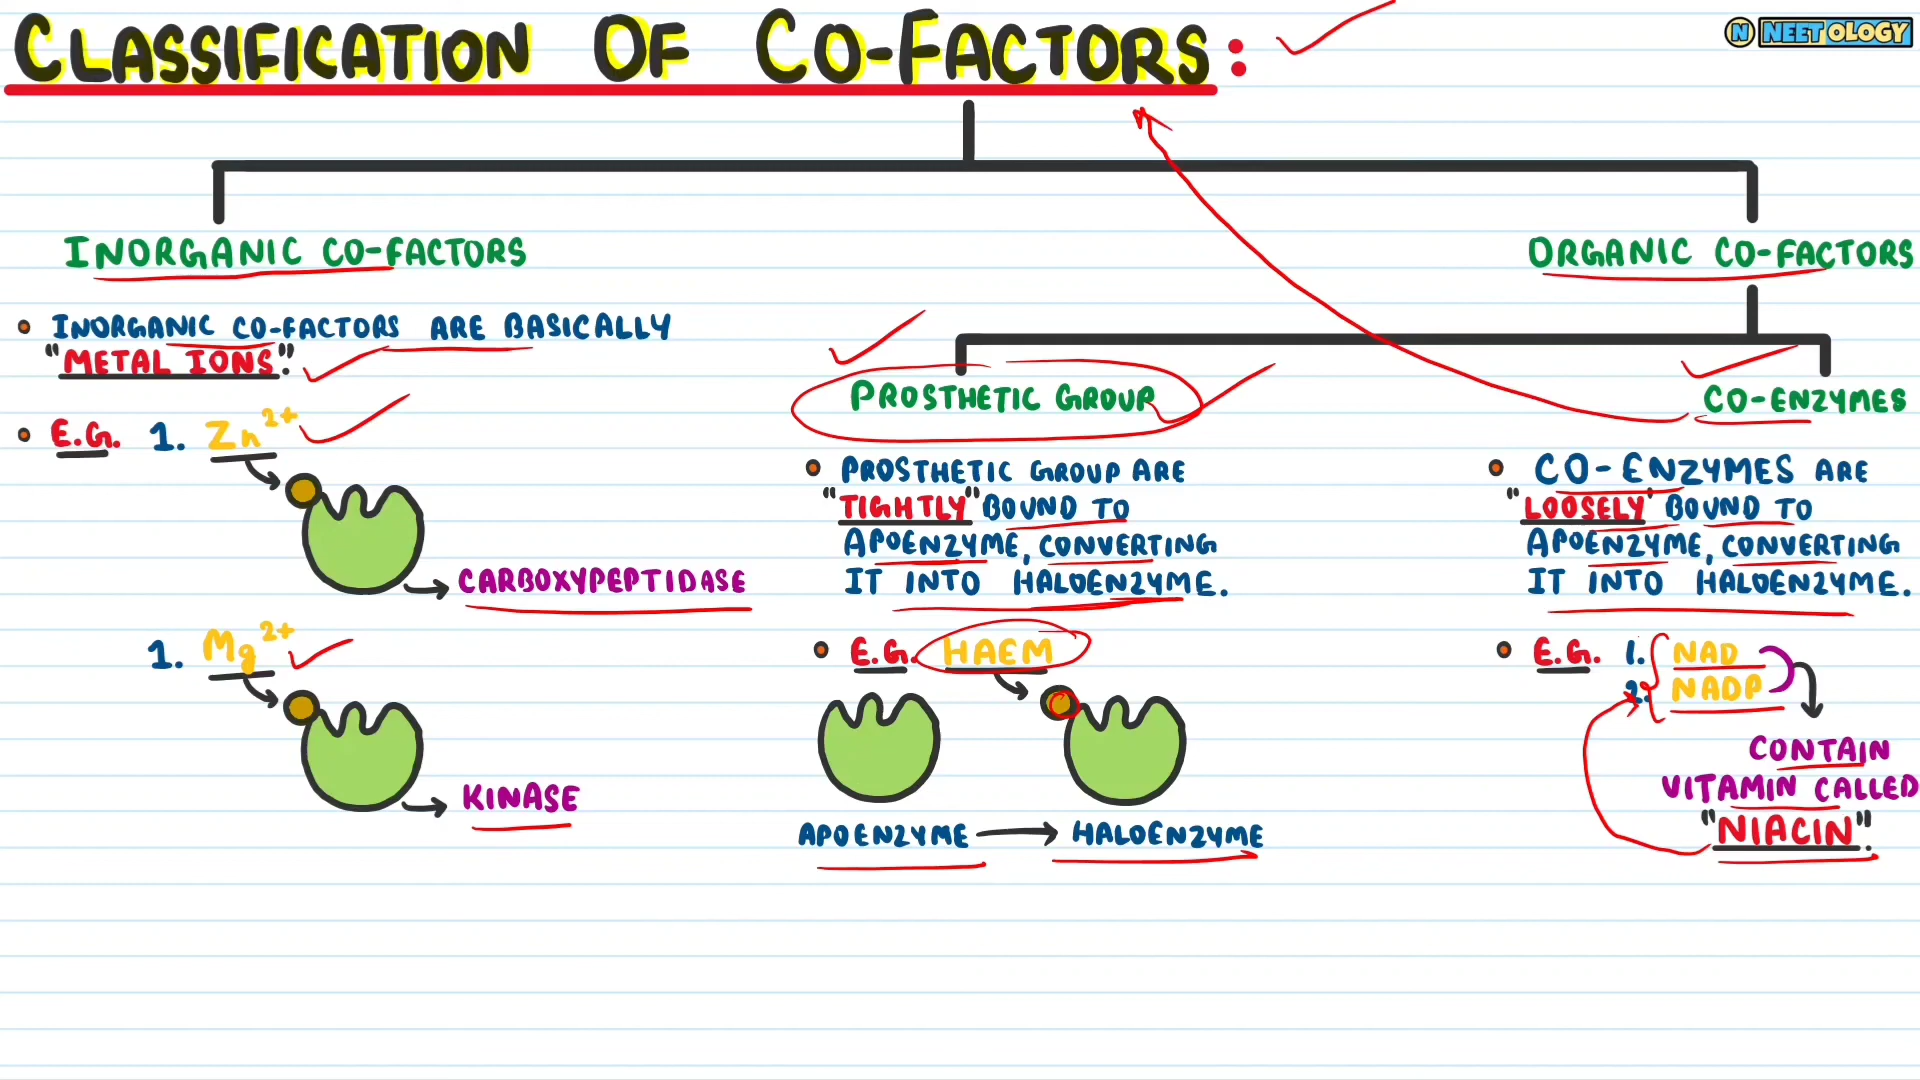 CLASSIFICATION OF CO-FACTORS:
N NEETOLOGY
INORGANIC CO-FACTORS
INORGANIC CO-FACTORS ARE BASICALLY
"METAL IONS".
E.G. 1. Zn2+
CARBOXYPEPTIDASE
1. Mg2+
KINASE
ORGANIC CO-FACTORS
PROSTHETIC GROUP
PROSTHETIC GROUP ARE
"TIGHTLY" BOUND TO
APOENZYME, CONVERTING
IT INTO HALOENZYME.
E.G. HAEM
APOENZYME HALOENZYME
CO-ENZYMES
CO-ENZYMES ARE
"LOOSELY" BOUND TO
APOENZYME, CONVERTING
IT INTO HALOENZYME.
E.G. 1. NAD
2. NADP
CONTAIN
VITAMIN CALLED
"NIACIN".